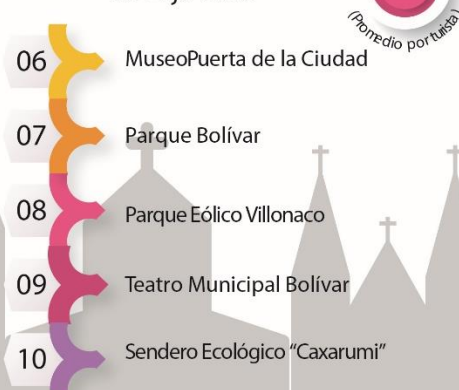 (Promedio por turista)
06 MuseoPuerta de la Ciudad
07 Parque Bolívar
08 Parque Eólico Villonaco
09 Teatro Municipal Bolívar
10 Sendero Ecológico "Caxarumi"